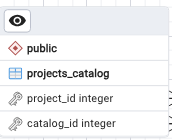 public
projects_catalog
project_id integer
catalog_id integer